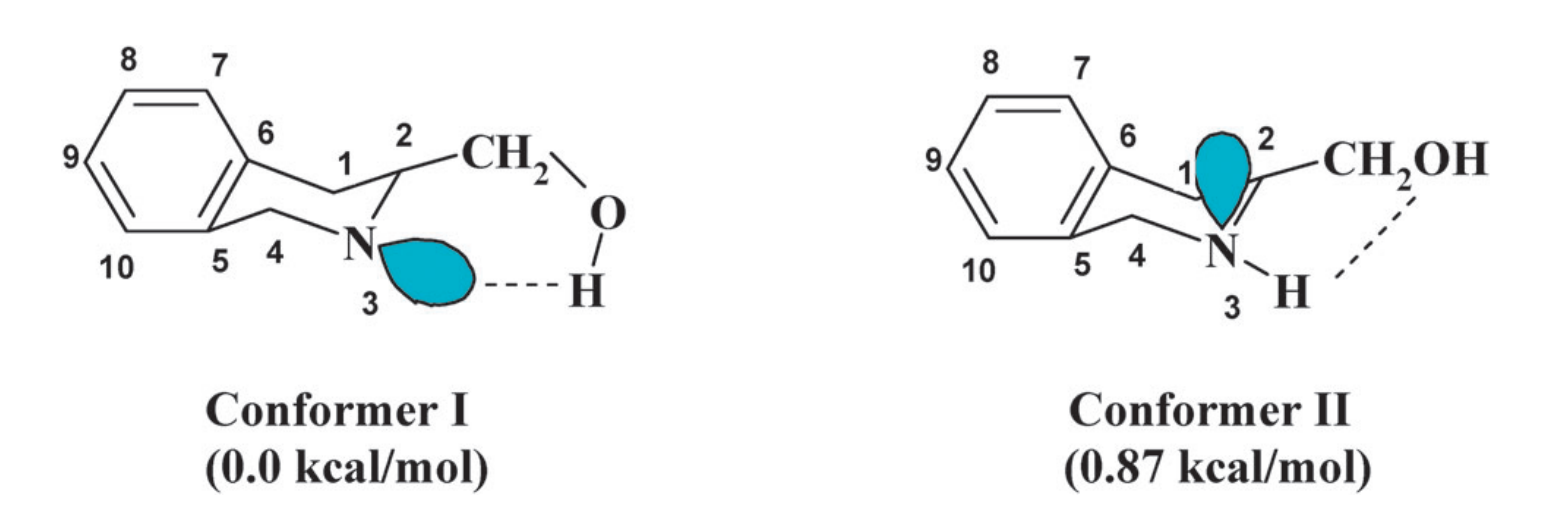 8 7
6
9
1 2 CH2
O
N
H
10 5 4
3
Conformer I
(0.0 kcal/mol)
8 7
6
9
1 2 CH2OH
N
H
10 5 4
3
Conformer II
(0.87 kcal/mol)